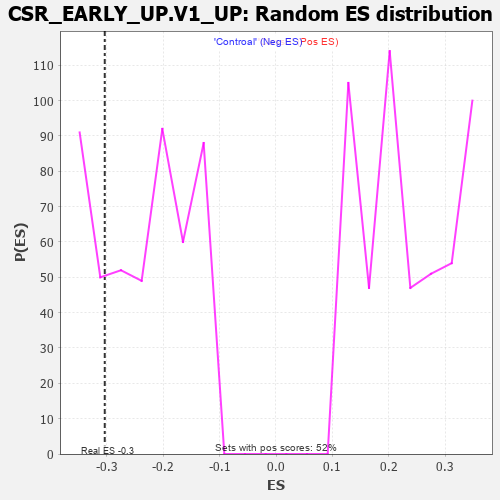 CSR_EARLY_UP.V1_UP: Random ES distribution
'Controal' (Neg ES) Pos ES)
P(ES)
110
100
90
80
70
60
50
40
30
20
10
0
Real ES -0.3
Sets with pos scores: 52%
-0.3 -0.2 -0.1 0.0 0.1 0.2 0.3
ES